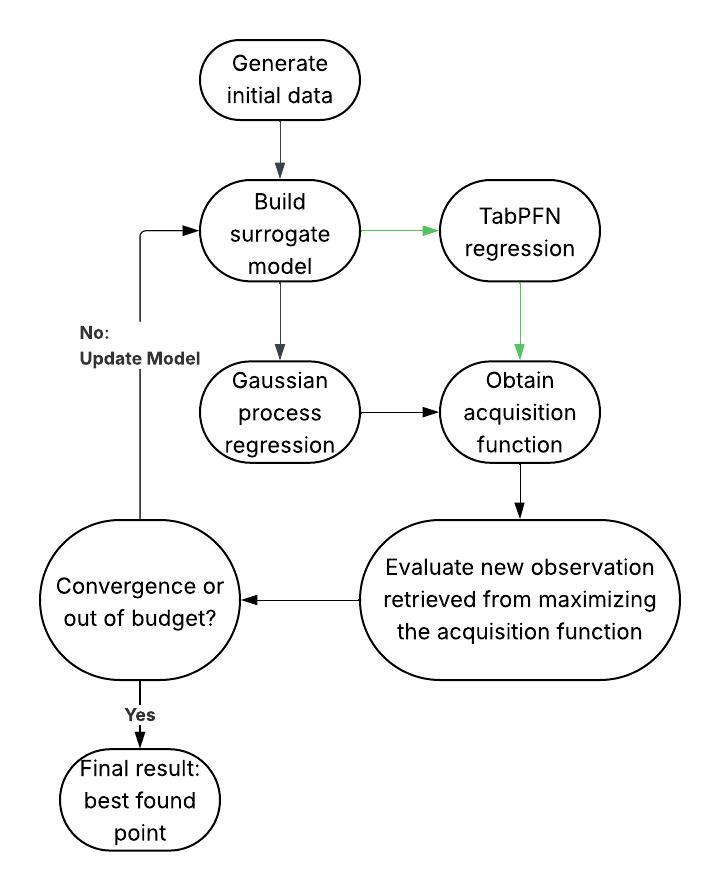 Generate
initial data
Build
surrogate
model
TabPFN
regression
No:
Update Model
Gaussian
process
regression
Obtain
acquisition
function
Convergence or
out of budget?
Evaluate new observation
retrieved from maximizing
the acquisition function
Yes
Final result:
best found
point